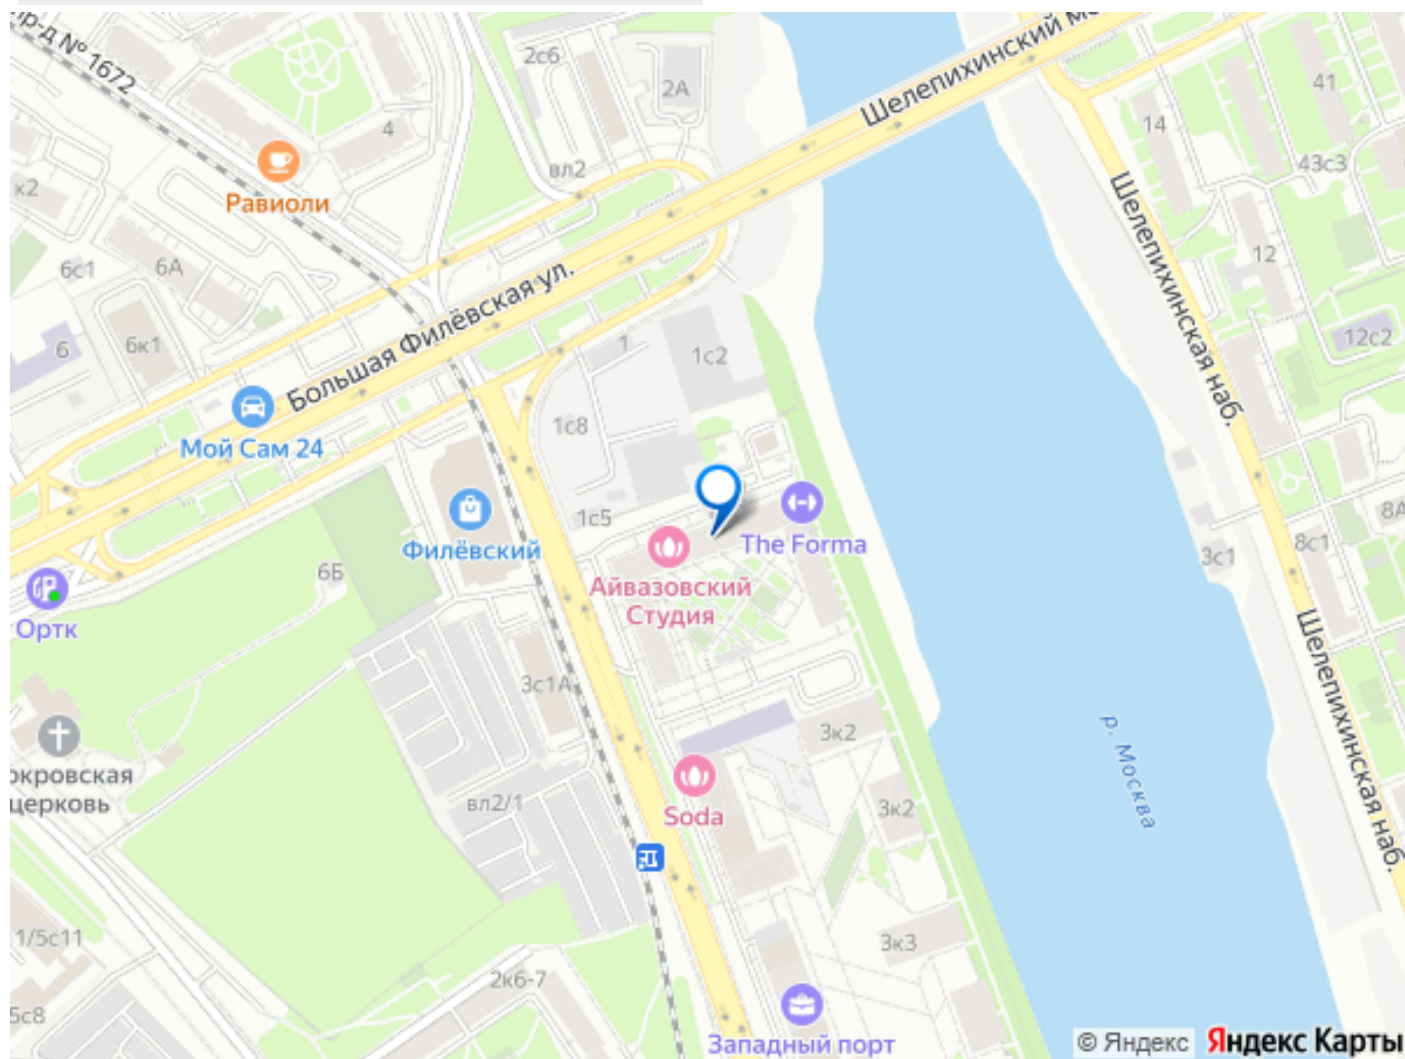 пр-д № 1672
2с6
2А
Шелепихинский м
41
14
4
вл2
43с3
к2
Равиоли
Шелепихинская наб.
12
6с1
6А
Большая Филёвская ул.
6
6к1
1
1с2
12с2
1с8
Мой Сам 24
Филёвский
1с5
The Forma
8А
8с1
3с1
6Б
Айвазовский
Студия
Ортк
Шелепихинская наб.
3с1А
3к2
р. Москва
окровская
церковь
вл2/1
Soda
3к2
1/5с11
3к3
2к6-7
5с8
Западный порт
© Яндекс Яндекс Карты